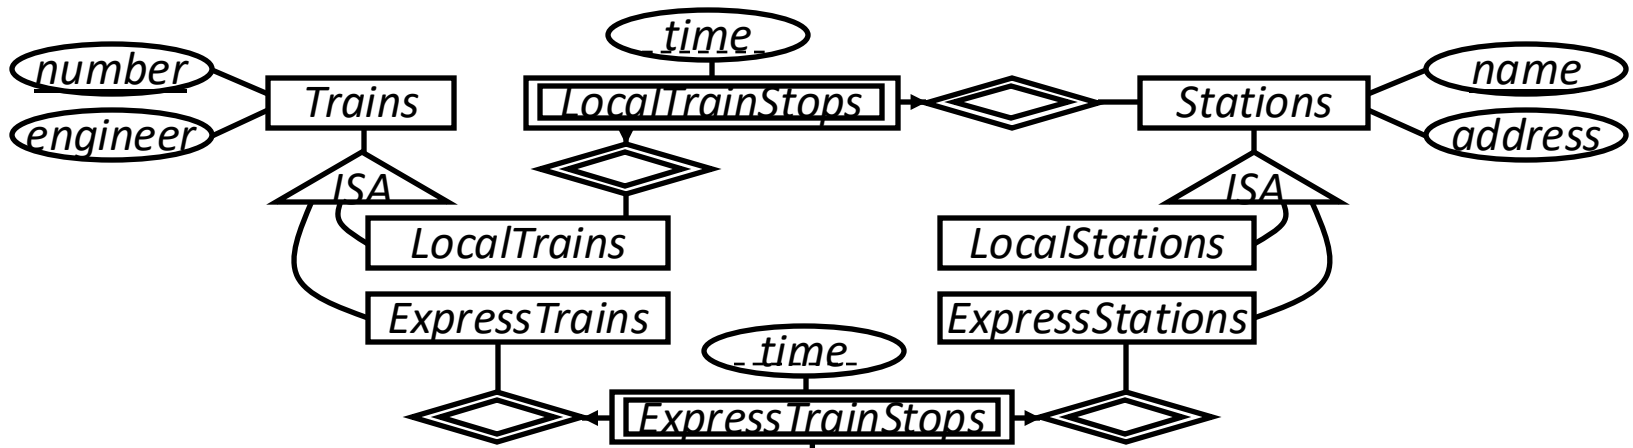 time
number
name
Trains
LocalTrainStops
Stations
engineer
address
ISA
ISA
LocalTrains
LocalStations
ExpressTrains
ExpressStations
time
ExpressTrainStops